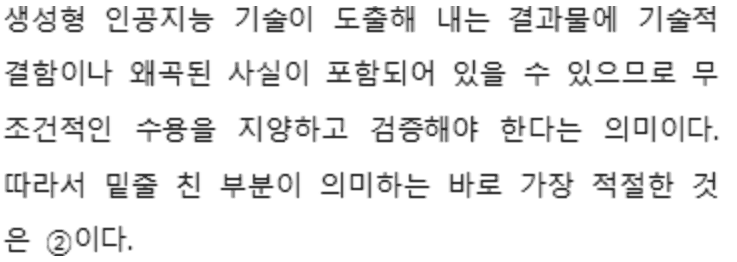 생성형 인공지능 기술이 도출해 내는 결과물에 기술적
결함이나 왜곡된 사실이 포함되어 있을 수 있으므로 무
조건적인 수용을 지양하고 검증해야 한다는 의미이다.
따라서 밑줄 친 부분이 의미하는 바로 가장 적절한 것
은 ②이다.